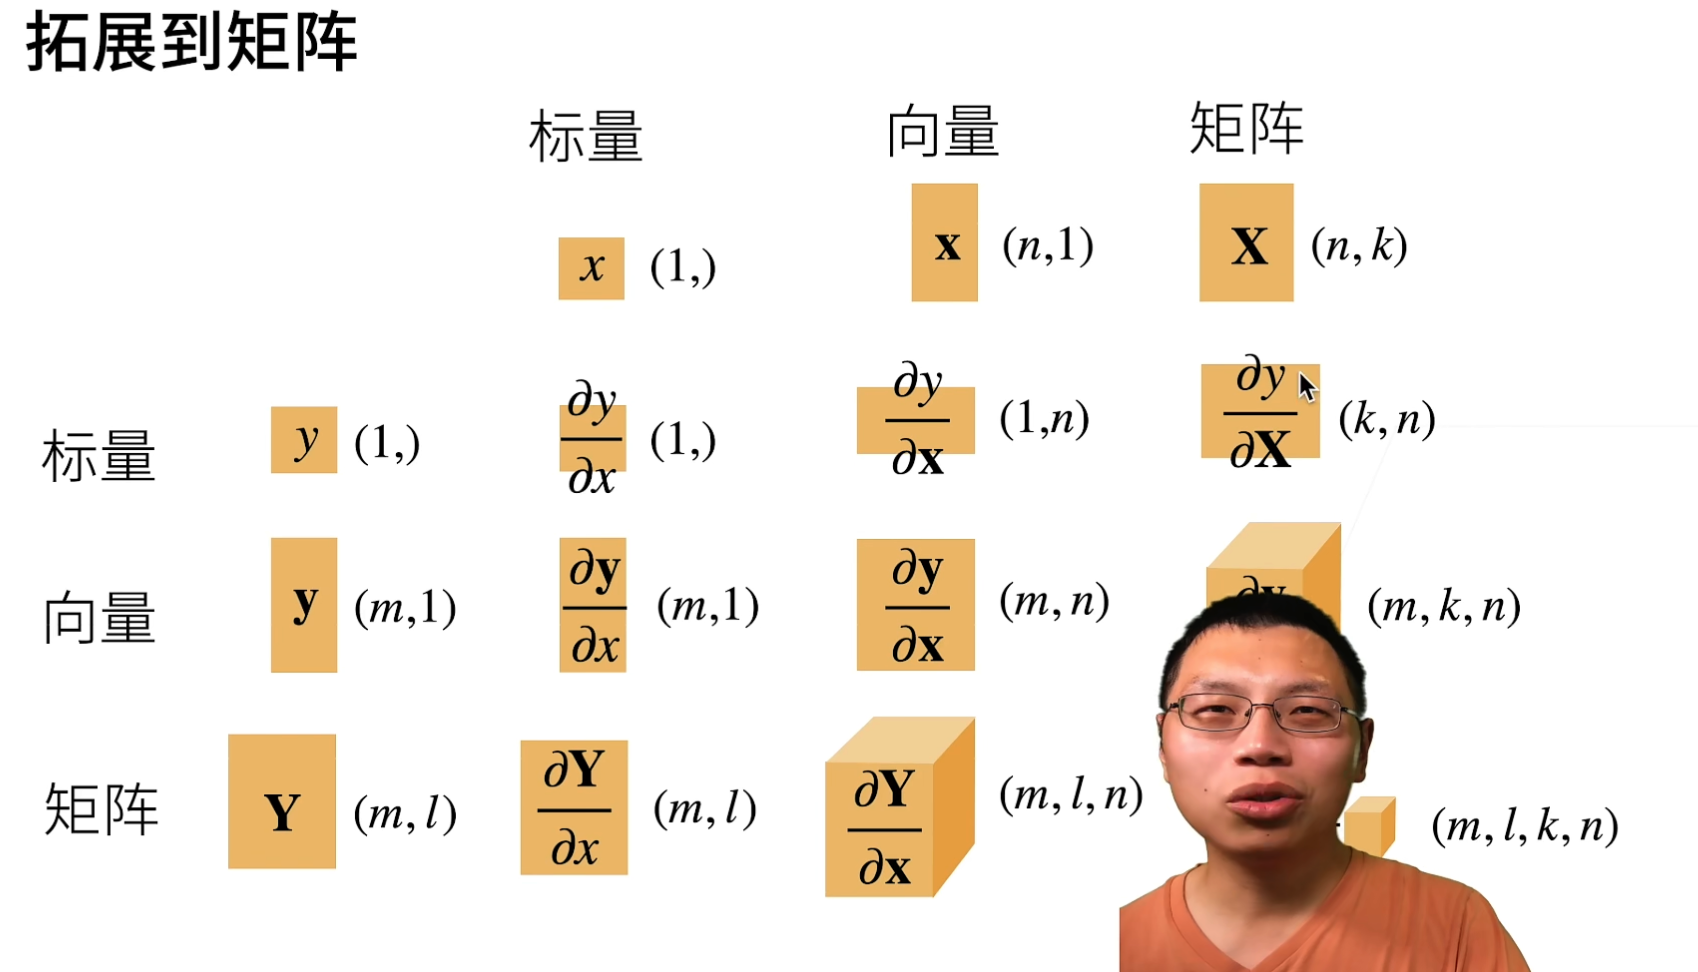 拓展到矩阵
标量 向量 矩阵
x (1,) x (n,1) X (n, k)
标量 y (1,) ∂y/∂x (1,) ∂y/∂x (1,n) ∂y/∂X (k, n)
向量 y (m,1) ∂y/∂x (m,1) ∂y/∂x (m, n) (m, k, n)
矩阵 Y (m, l) ∂Y/∂x (m, l) ∂Y/∂x (m, l, n) (m, l, k, n)